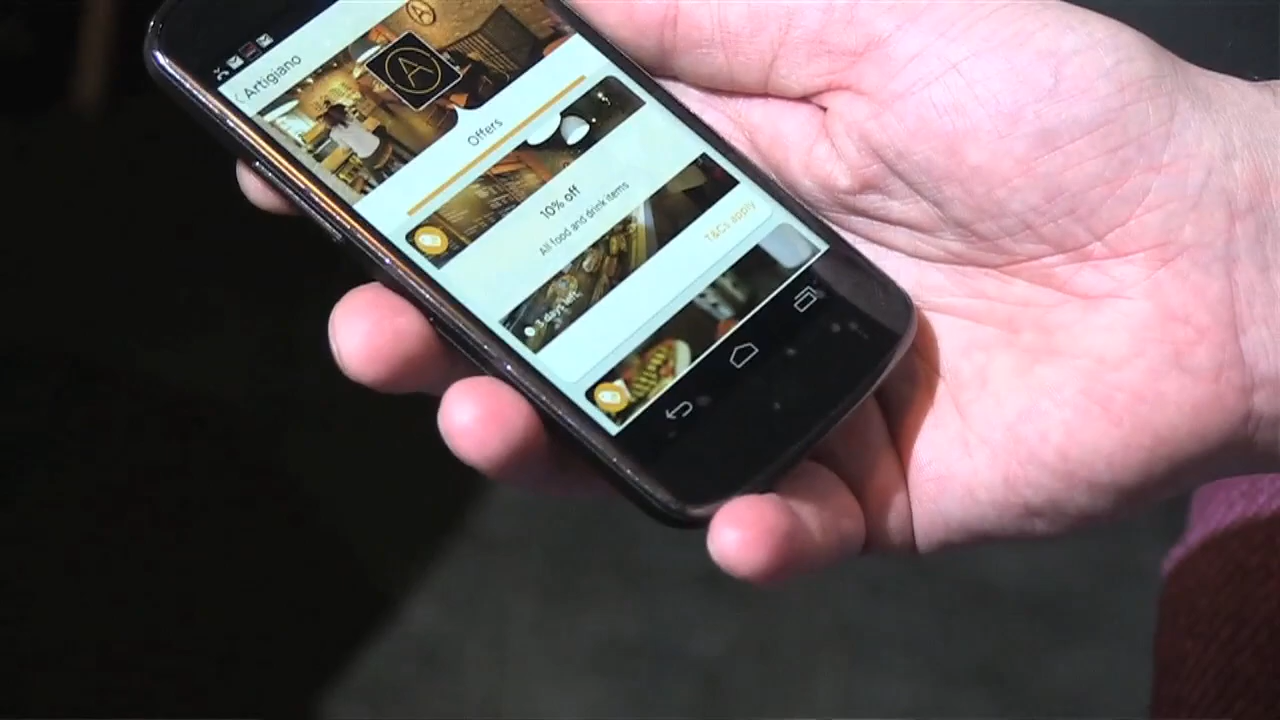 Artigiano
A
Offers
10% off
All food and drink items
T&Cs apply
3 days left